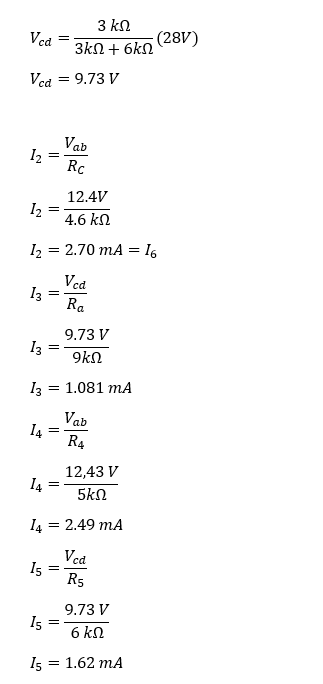 V_cd = 3 kΩ / (3kΩ + 6kΩ) (28V)
V_cd = 9.73 V
I_2 = V_ab / R_C
I_2 = 12.4V / 4.6 kΩ
I_2 = 2.70 mA = I_6
I_3 = V_cd / R_a
I_3 = 9.73 V / 9kΩ
I_3 = 1.081 mA
I_4 = V_ab / R_4
I_4 = 12,43 V / 5kΩ
I_4 = 2.49 mA
I_5 = V_cd / R_5
I_5 = 9.73 V / 6 kΩ
I_5 = 1.62 mA